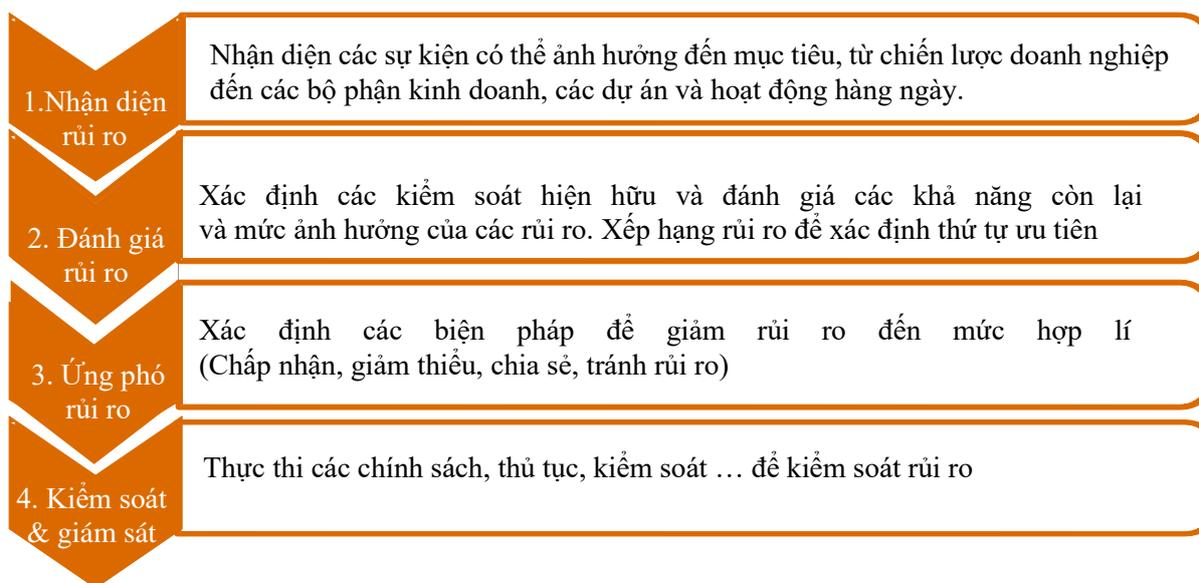 1.Nhận diện
rủi ro
Nhận diện các sự kiện có thể ảnh hưởng đến mục tiêu, từ chiến lược doanh nghiệp
đến các bộ phận kinh doanh, các dự án và hoạt động hàng ngày.
2. Đánh giá
rủi ro
Xác định các kiểm soát hiện hữu và đánh giá các khả năng còn lại
và mức ảnh hưởng của các rủi ro. Xếp hạng rủi ro để xác định thứ tự ưu tiên
3. Ứng phó
rủi ro
Xác định các biện pháp để giảm rủi ro đến mức hợp lí
(Chấp nhận, giảm thiểu, chia sẻ, tránh rủi ro)
4. Kiểm soát
& giám sát
Thực thi các chính sách, thủ tục, kiểm soát … để kiểm soát rủi ro